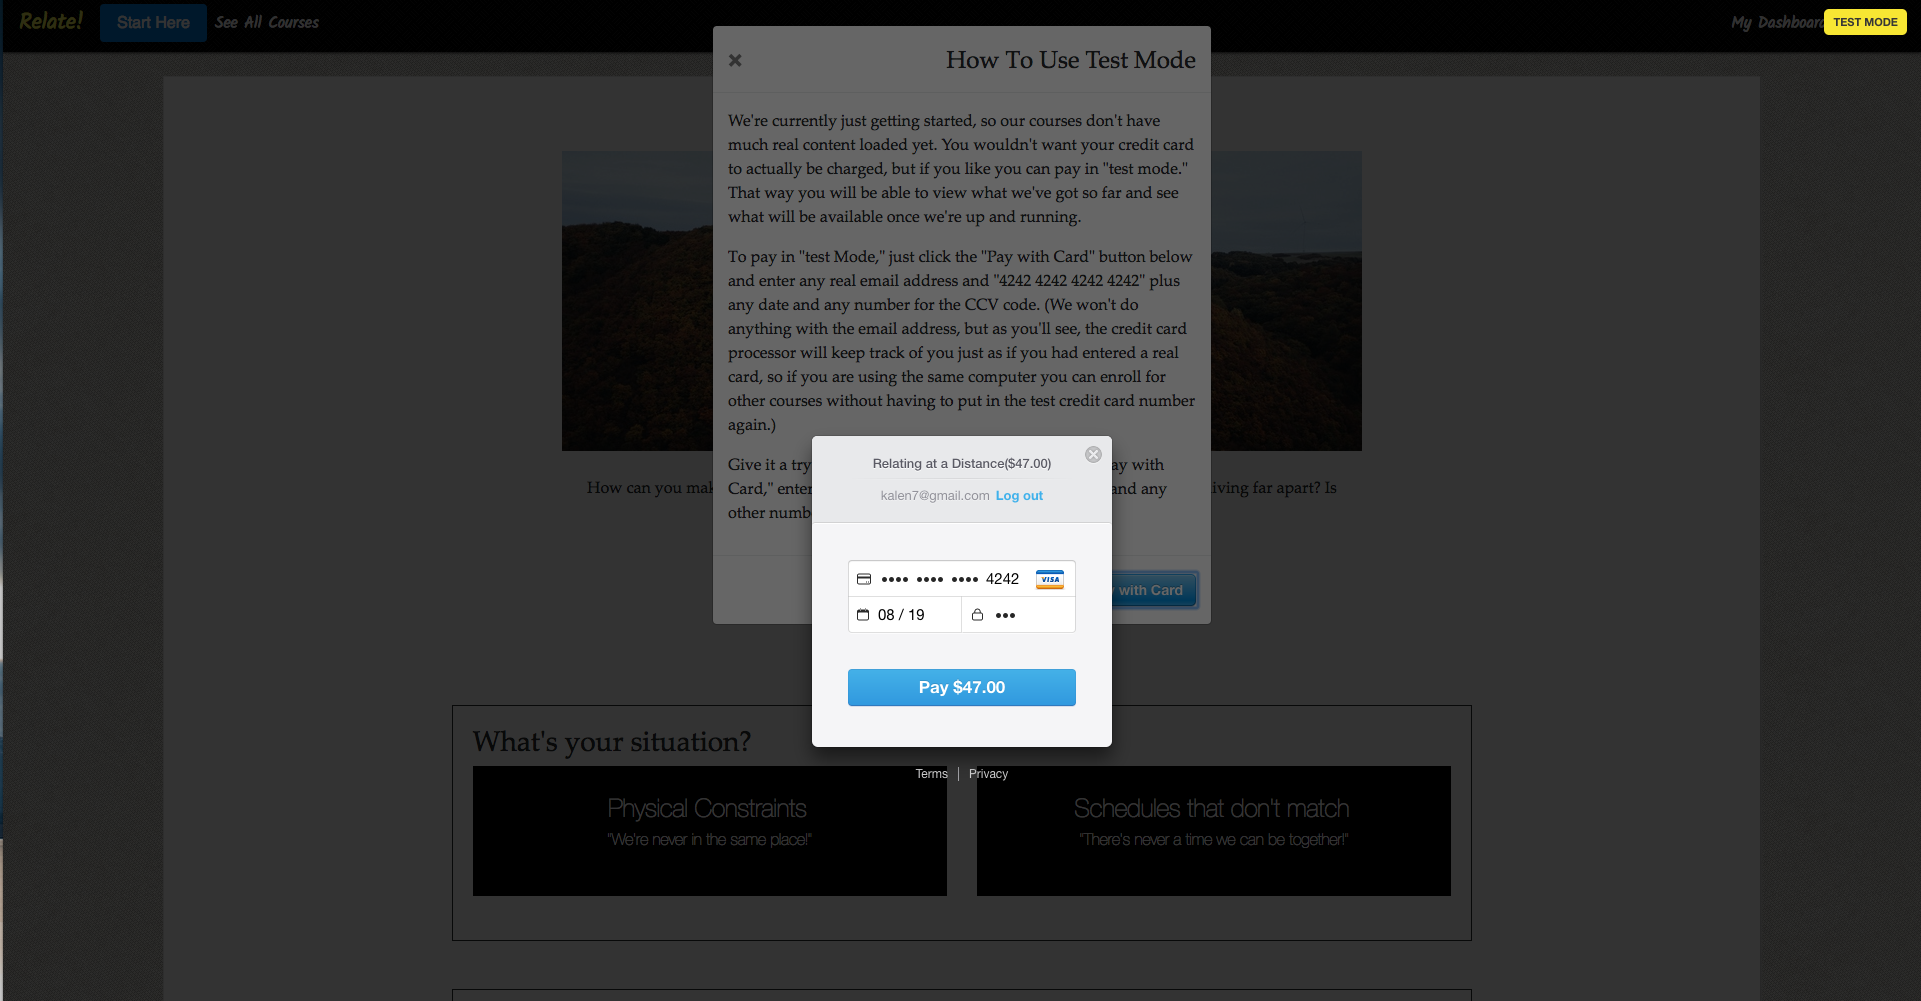 Relate!
Start Here
See All Courses
My Dashboard
TEST MODE
How To Use Test Mode
We're currently just getting started, so our courses don't have
much real content loaded yet. You wouldn't want your credit card
to actually be charged, but if you like you can pay in "test mode."
That way you will be able to view what we've got so far and see
what will be available once we're up and running.
To pay in "test Mode," just click the "Pay with Card" button below
and enter any real email address and "4242 4242 4242 4242" plus
any date and any number for the CCV code. (We won't do
anything with the email address, but as you'll see, the credit card
processor will keep track of you just as if you had entered a real
card, so if you are using the same computer you can enroll for
other courses without having to put in the test credit card number
again.)
Give it a try
ay with
Card," enter
and any
other numb
How can you mak
iving far apart? Is
with Card
Relating at a Distance($47.00)
kalen7@gmail.com Log out
•••• •••• •••• 4242 VISA
08 / 19 •••
Pay $47.00
Terms | Privacy
What's your situation?
Physical Constraints
"We're never in the same place!"
Schedules that don't match
"There's never a time we can be together!"